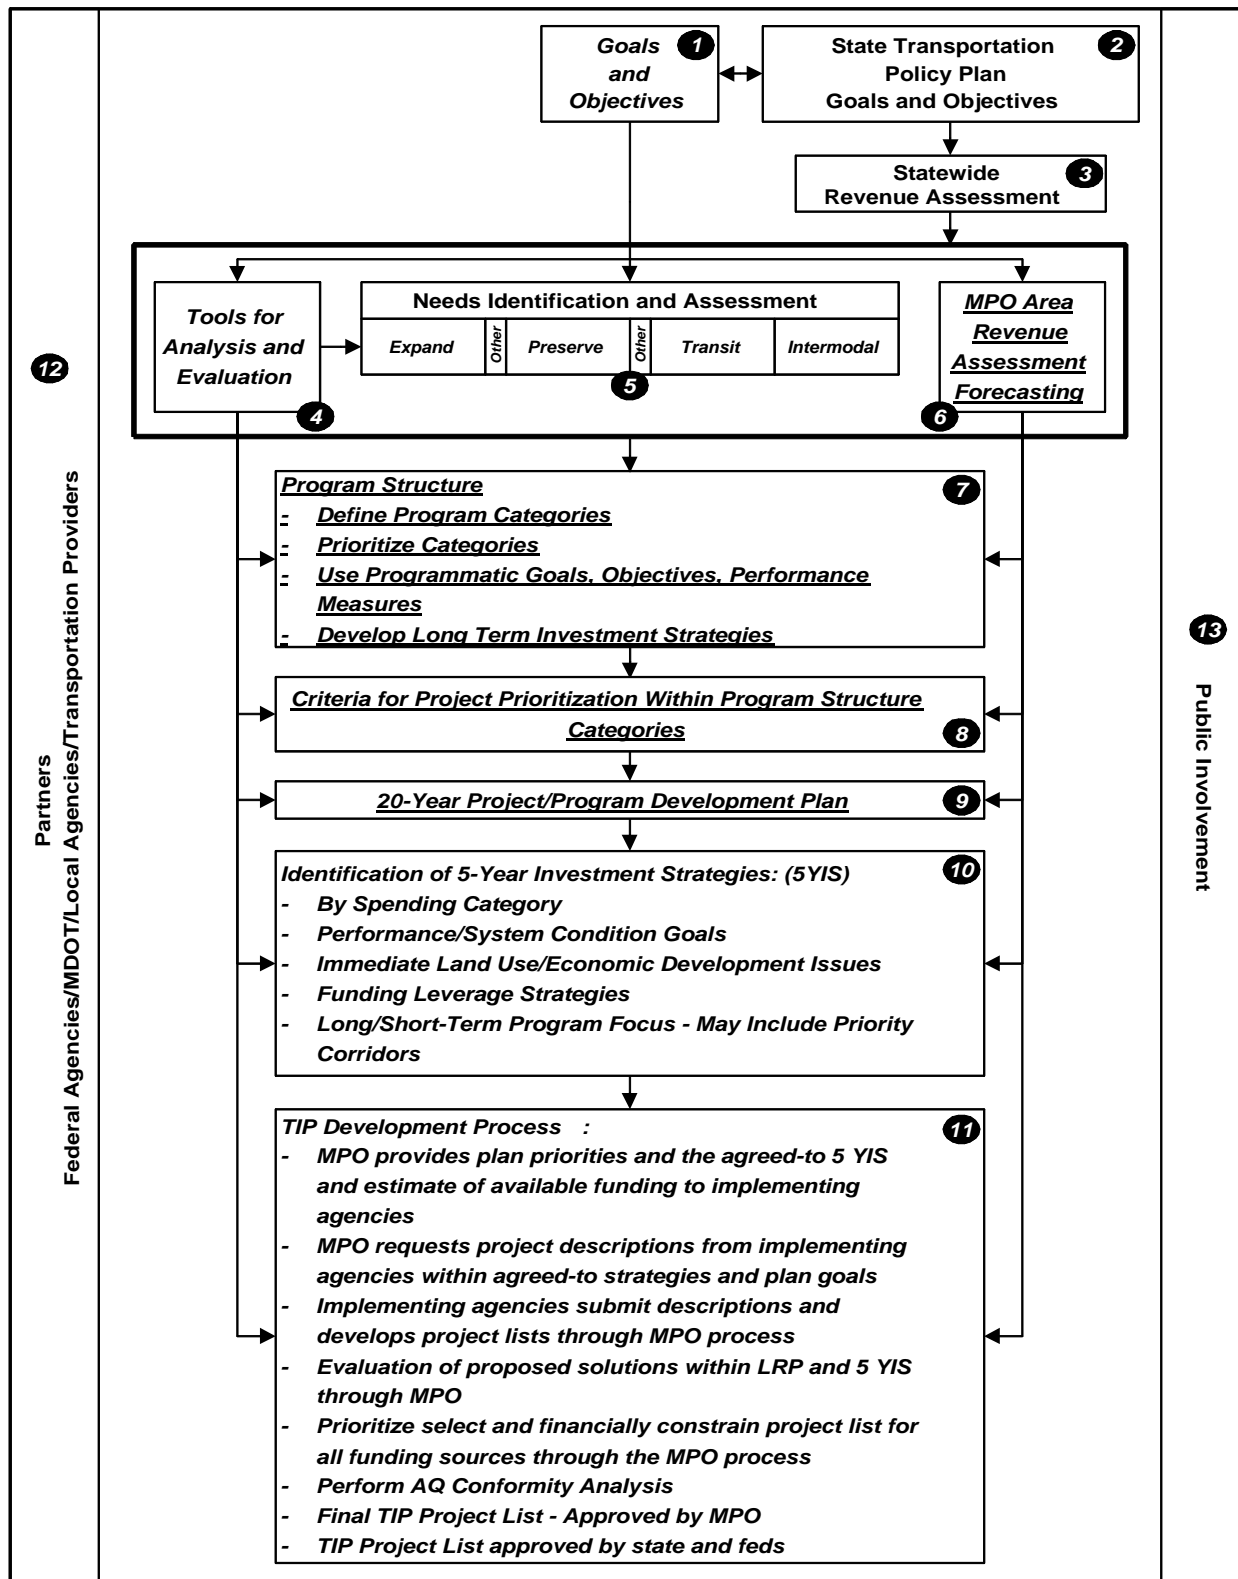 Goals
and
Objectives
1
State Transportation
Policy Plan
Goals and Objectives
2
Statewide
Revenue Assessment
3
Tools for
Analysis and
Evaluation
4
Needs Identification and Assessment
Expand
Other
Preserve
Other
Transit
Intermodal
5
MPO Area
Revenue
Assessment
Forecasting
6
12
Partners
Federal Agencies/MDOT/Local Agencies/Transportation Providers
13
Public Involvement
Program Structure
7
- Define Program Categories
- Prioritize Categories
- Use Programmatic Goals, Objectives, Performance
Measures
- Develop Long Term Investment Strategies
Criteria for Project Prioritization Within Program Structure
Categories
8
20-Year Project/Program Development Plan
9
Identification of 5-Year Investment Strategies: (5YIS)
10
- By Spending Category
- Performance/System Condition Goals
- Immediate Land Use/Economic Development Issues
- Funding Leverage Strategies
- Long/Short-Term Program Focus - May Include Priority
Corridors
TIP Development Process :
11
- MPO provides plan priorities and the agreed-to 5 YIS
and estimate of available funding to implementing
agencies
- MPO requests project descriptions from implementing
agencies within agreed-to strategies and plan goals
- Implementing agencies submit descriptions and
develops project lists through MPO process
- Evaluation of proposed solutions within LRP and 5 YIS
through MPO
- Prioritize select and financially constrain project list for
all funding sources through the MPO process
- Perform AQ Conformity Analysis
- Final TIP Project List - Approved by MPO
- TIP Project List approved by state and feds